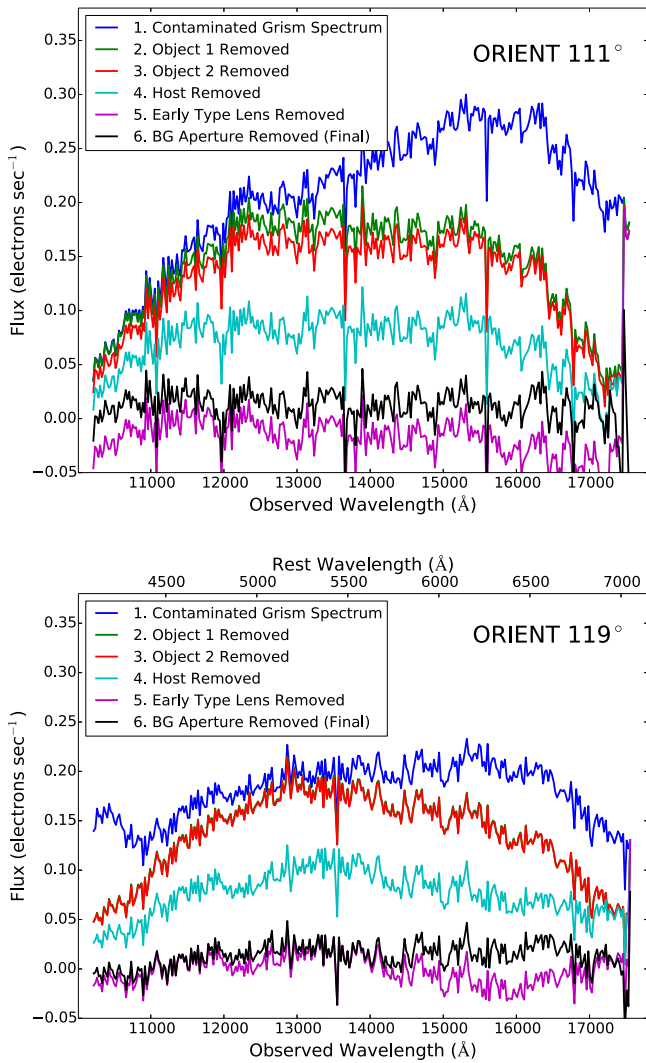 0.35
0.30
0.25
0.20
0.15
0.10
0.05
0.00
−0.05
Flux (electrons sec⁻¹)
1. Contaminated Grism Spectrum
2. Object 1 Removed
3. Object 2 Removed
4. Host Removed
5. Early Type Lens Removed
6. BG Aperture Removed (Final)
ORIENT 111°
11000 12000 13000 14000 15000 16000 17000
Observed Wavelength (Å)
Rest Wavelength (Å)
4500 5000 5500 6000 6500 7000
0.35
0.30
0.25
0.20
0.15
0.10
0.05
0.00
−0.05
Flux (electrons sec⁻¹)
1. Contaminated Grism Spectrum
2. Object 1 Removed
3. Object 2 Removed
4. Host Removed
5. Early Type Lens Removed
6. BG Aperture Removed (Final)
ORIENT 119°
11000 12000 13000 14000 15000 16000 17000
Observed Wavelength (Å)